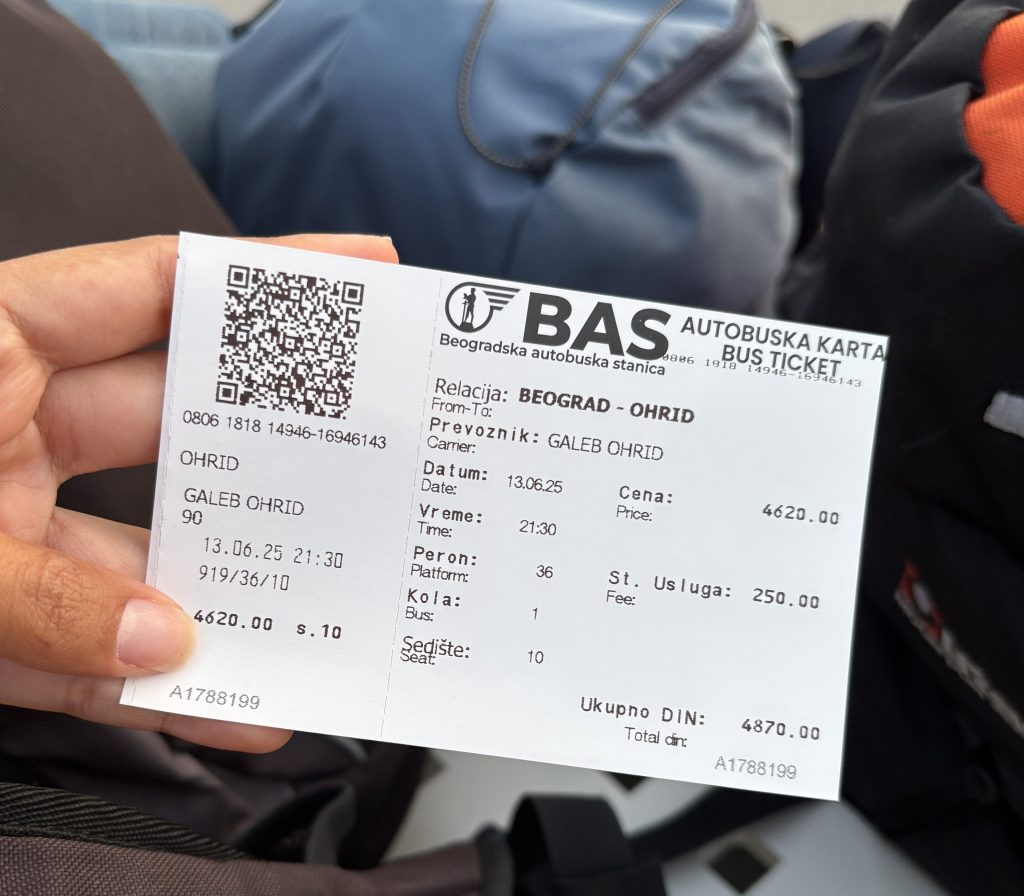 0806 1818 14946-16946143
OHRID
GALEB OHRID
90
13.06.25 21:30
919/36/10
4620.00 s.10
A1788199
BAS
Beogradska autobuska stanica
AUTOBUSKA KARTA
BUS TICKET
0806 1818 14946-16946143
Relacija: BEOGRAD - OHRID
From-To:
Prevoznik: GALEB OHRID
Carrier:
Datum: 13.06.25
Date:
Cena: 4620.00
Price:
Vreme: 21:30
Time:
Peron: 36
Platform:
St. Usluga: 250.00
Fee:
Kola: 1
Bus:
Sedište: 10
Seat:
Ukupno DIN: 4870.00
Total din:
A1788199